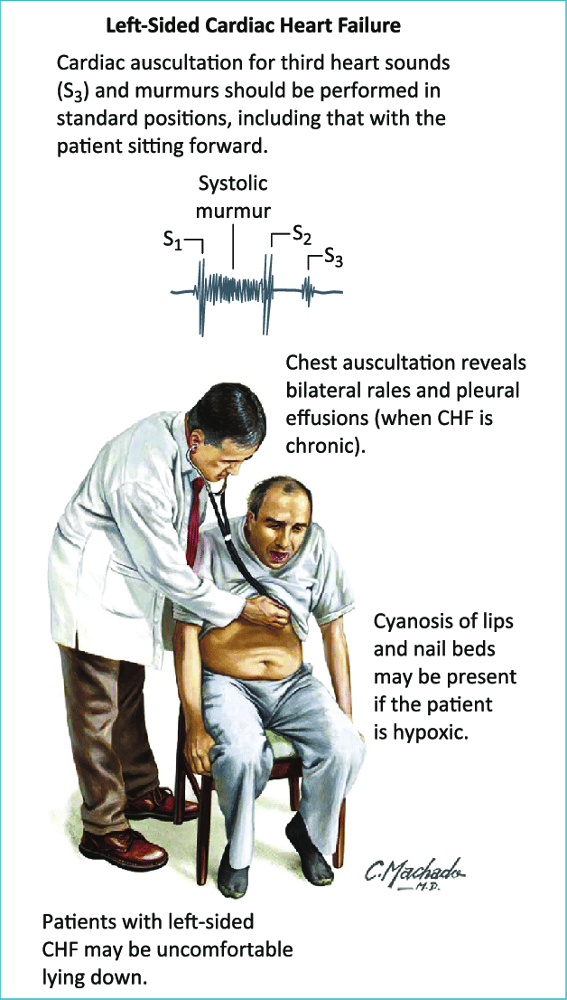 Left-Sided Cardiac Heart Failure
Cardiac auscultation for third heart sounds
(S₃) and murmurs should be performed in
standard positions, including that with the
patient sitting forward.
Systolic
murmur
S₁
S₂
S₃
Chest auscultation reveals
bilateral rales and pleural
effusions (when CHF is
chronic).
Cyanosis of lips
and nail beds
may be present
if the patient
is hypoxic.
C.Machado
M.D.
Patients with left-sided
CHF may be uncomfortable
lying down.